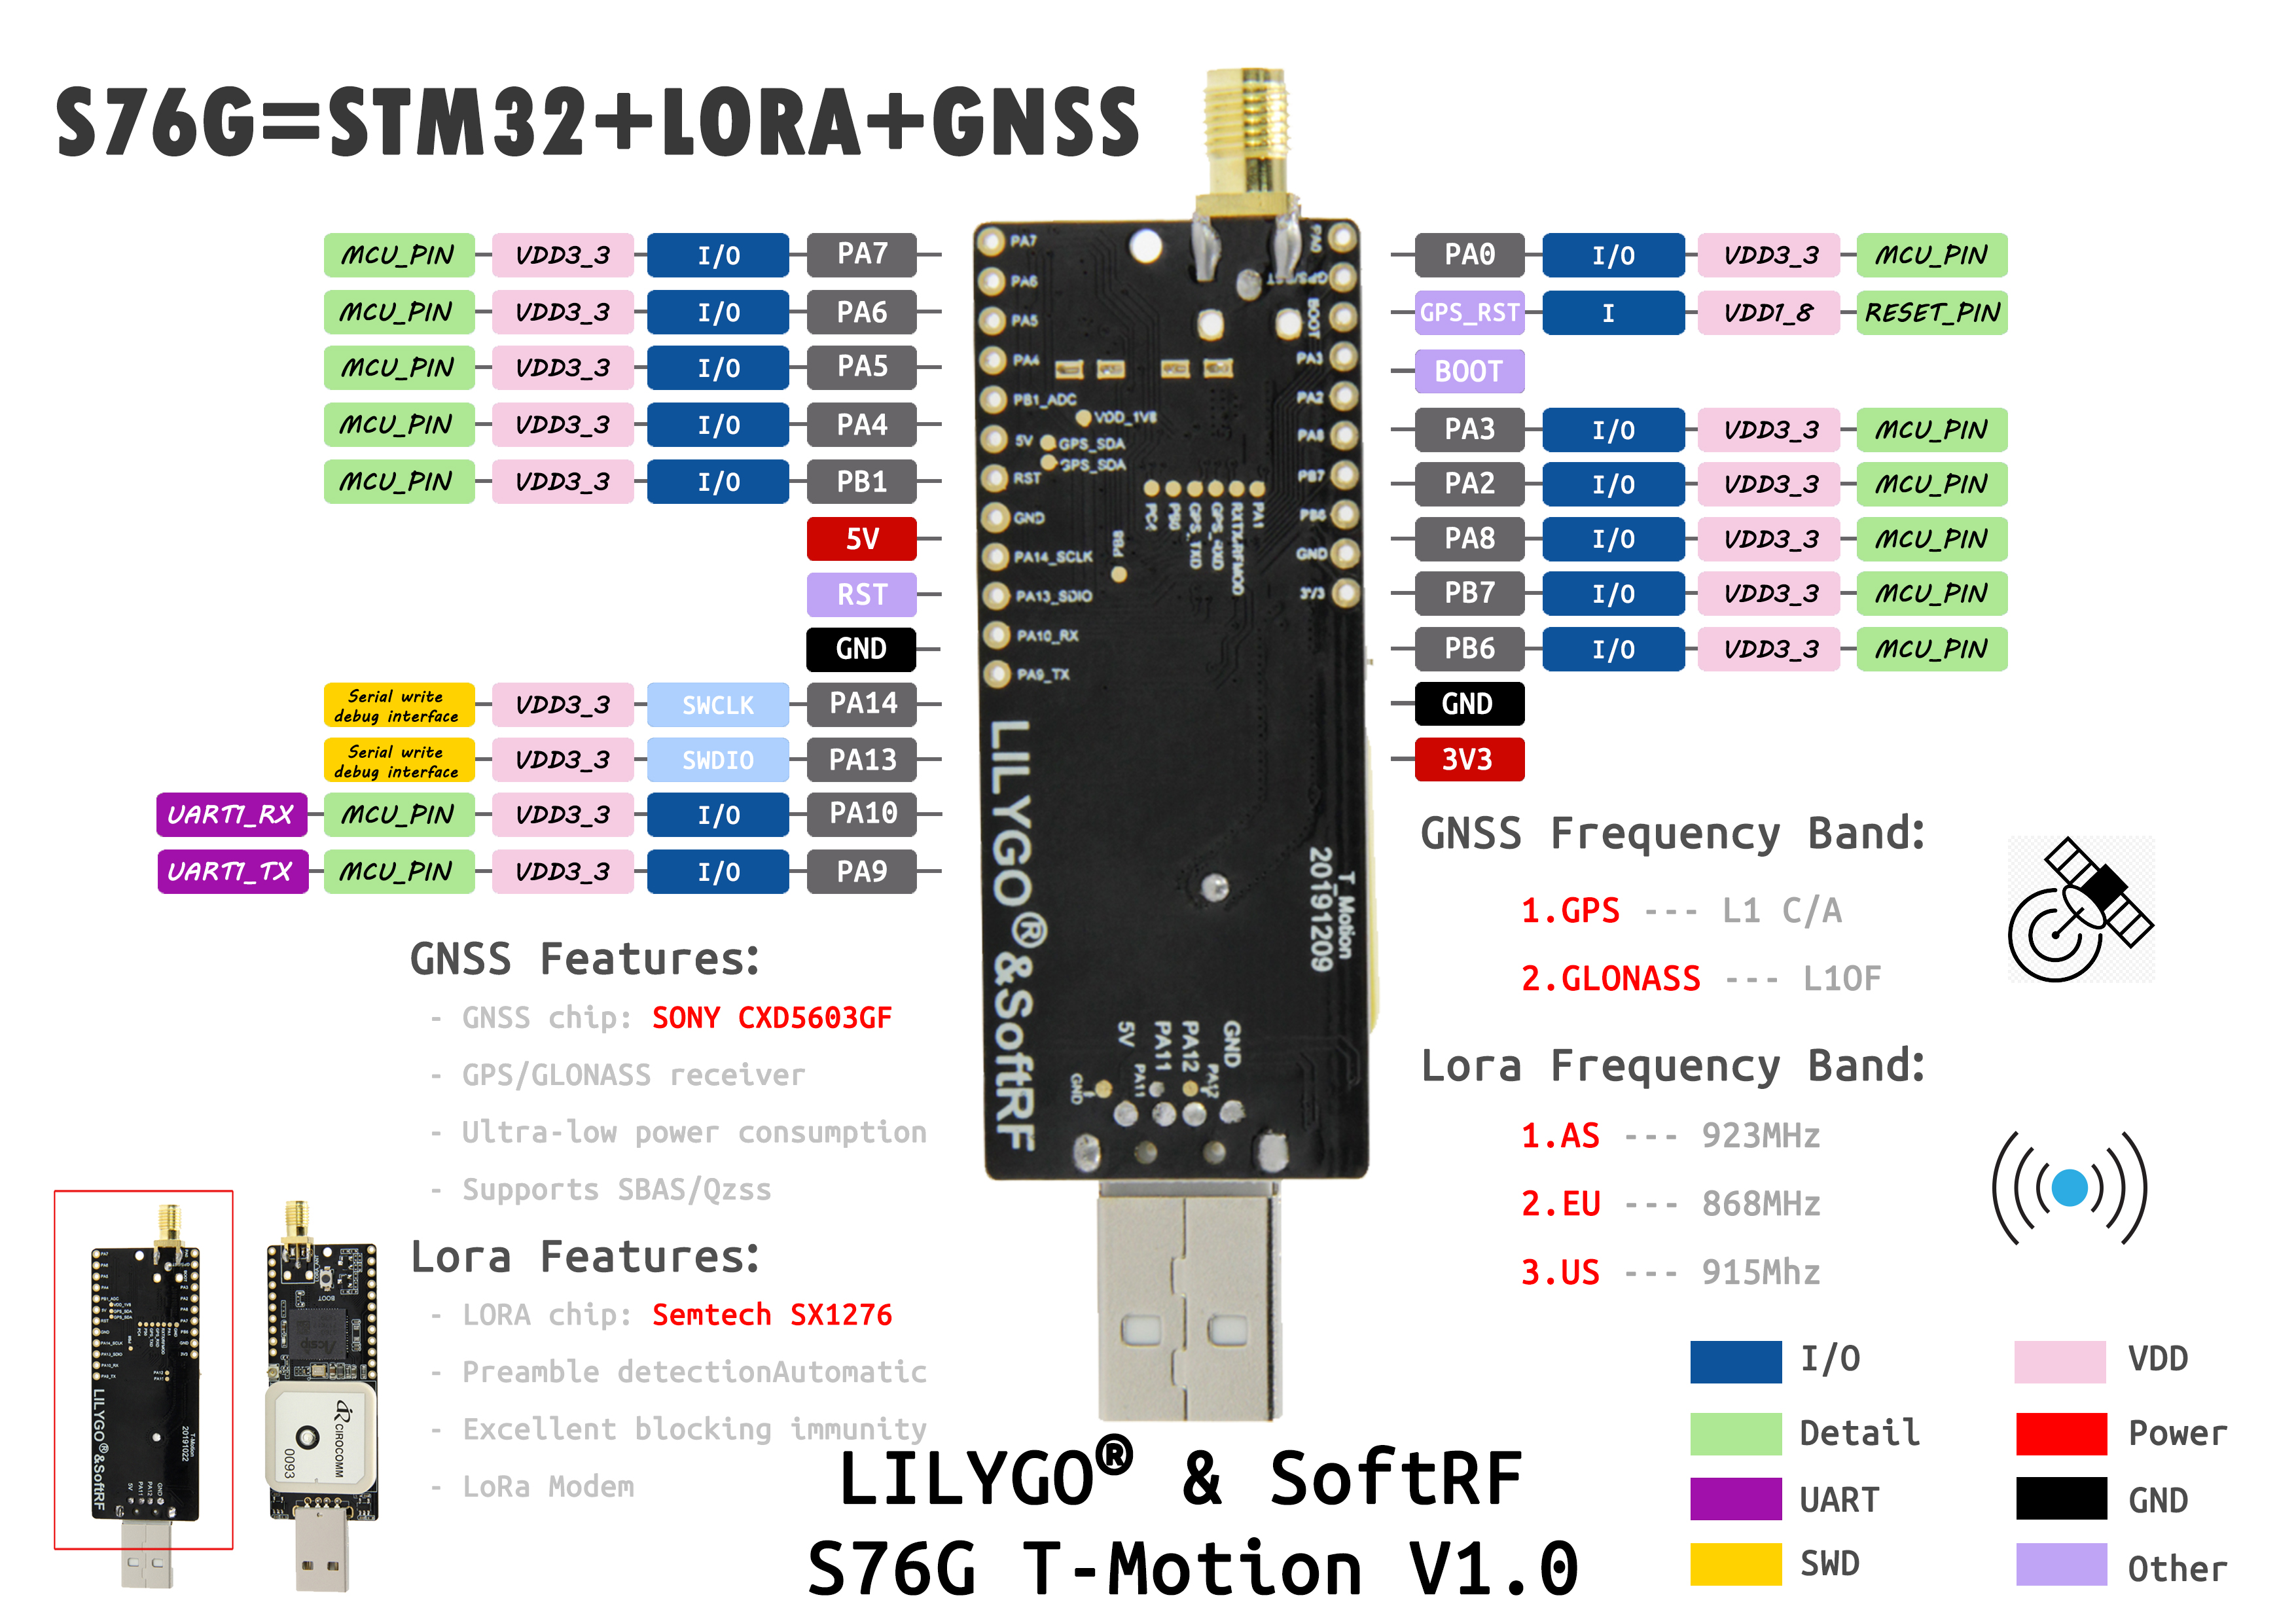 S76G=STM32+LORA+GNSS
MCU_PIN VDD3_3 I/O PA7
MCU_PIN VDD3_3 I/O PA6
MCU_PIN VDD3_3 I/O PA5
MCU_PIN VDD3_3 I/O PA4
MCU_PIN VDD3_3 I/O PB1
5V
RST
GND
Serial write debug interface VDD3_3 SWCLK PA14
Serial write debug interface VDD3_3 SWDIO PA13
UART1_RX MCU_PIN VDD3_3 I/O PA10
UART1_TX MCU_PIN VDD3_3 I/O PA9
PA7
PA6
PA5
PA4
PB1_ADC
5V
RST
GND
PA14_SCLK
PA13_SDIO
PA10_RX
PA9_TX
VDD_1V8
GPS_SDA
GPS_SDA
PC4
PB0
GPS_TXD
GPS_RXD
RXTX/RFMOD
PA1
PB8
PA0
GPS/RST
BOOT
PA3
PA2
PA8
PB7
PB6
GND
3V3
LILYGO®&SoftRF
T_Motion
20191209
5V
PA11
PA12
GND
GND
PA11
PA12
PA0 I/O VDD3_3 MCU_PIN
GPS_RST I VDD1_8 RESET_PIN
BOOT
PA3 I/O VDD3_3 MCU_PIN
PA2 I/O VDD3_3 MCU_PIN
PA8 I/O VDD3_3 MCU_PIN
PB7 I/O VDD3_3 MCU_PIN
PB6 I/O VDD3_3 MCU_PIN
GND
3V3
GNSS Frequency Band:
1.GPS --- L1 C/A
2.GLONASS --- L1OF
Lora Frequency Band:
1.AS --- 923MHz
2.EU --- 868MHz
3.US --- 915Mhz
GNSS Features:
- GNSS chip: SONY CXD5603GF
- GPS/GLONASS receiver
- Ultra-low power consumption
- Supports SBAS/Qzss
Lora Features:
- LORA chip: Semtech SX1276
- Preamble detectionAutomatic
- Excellent blocking immunity
- LoRa Modem
LILYGO®&SoftRF
T-Motion
20191022
BOOT
Acsip
CIROCOMM
0093
LILYGO® & SoftRF
S76G T-Motion V1.0
I/O
VDD
Detail
Power
UART
GND
SWD
Other